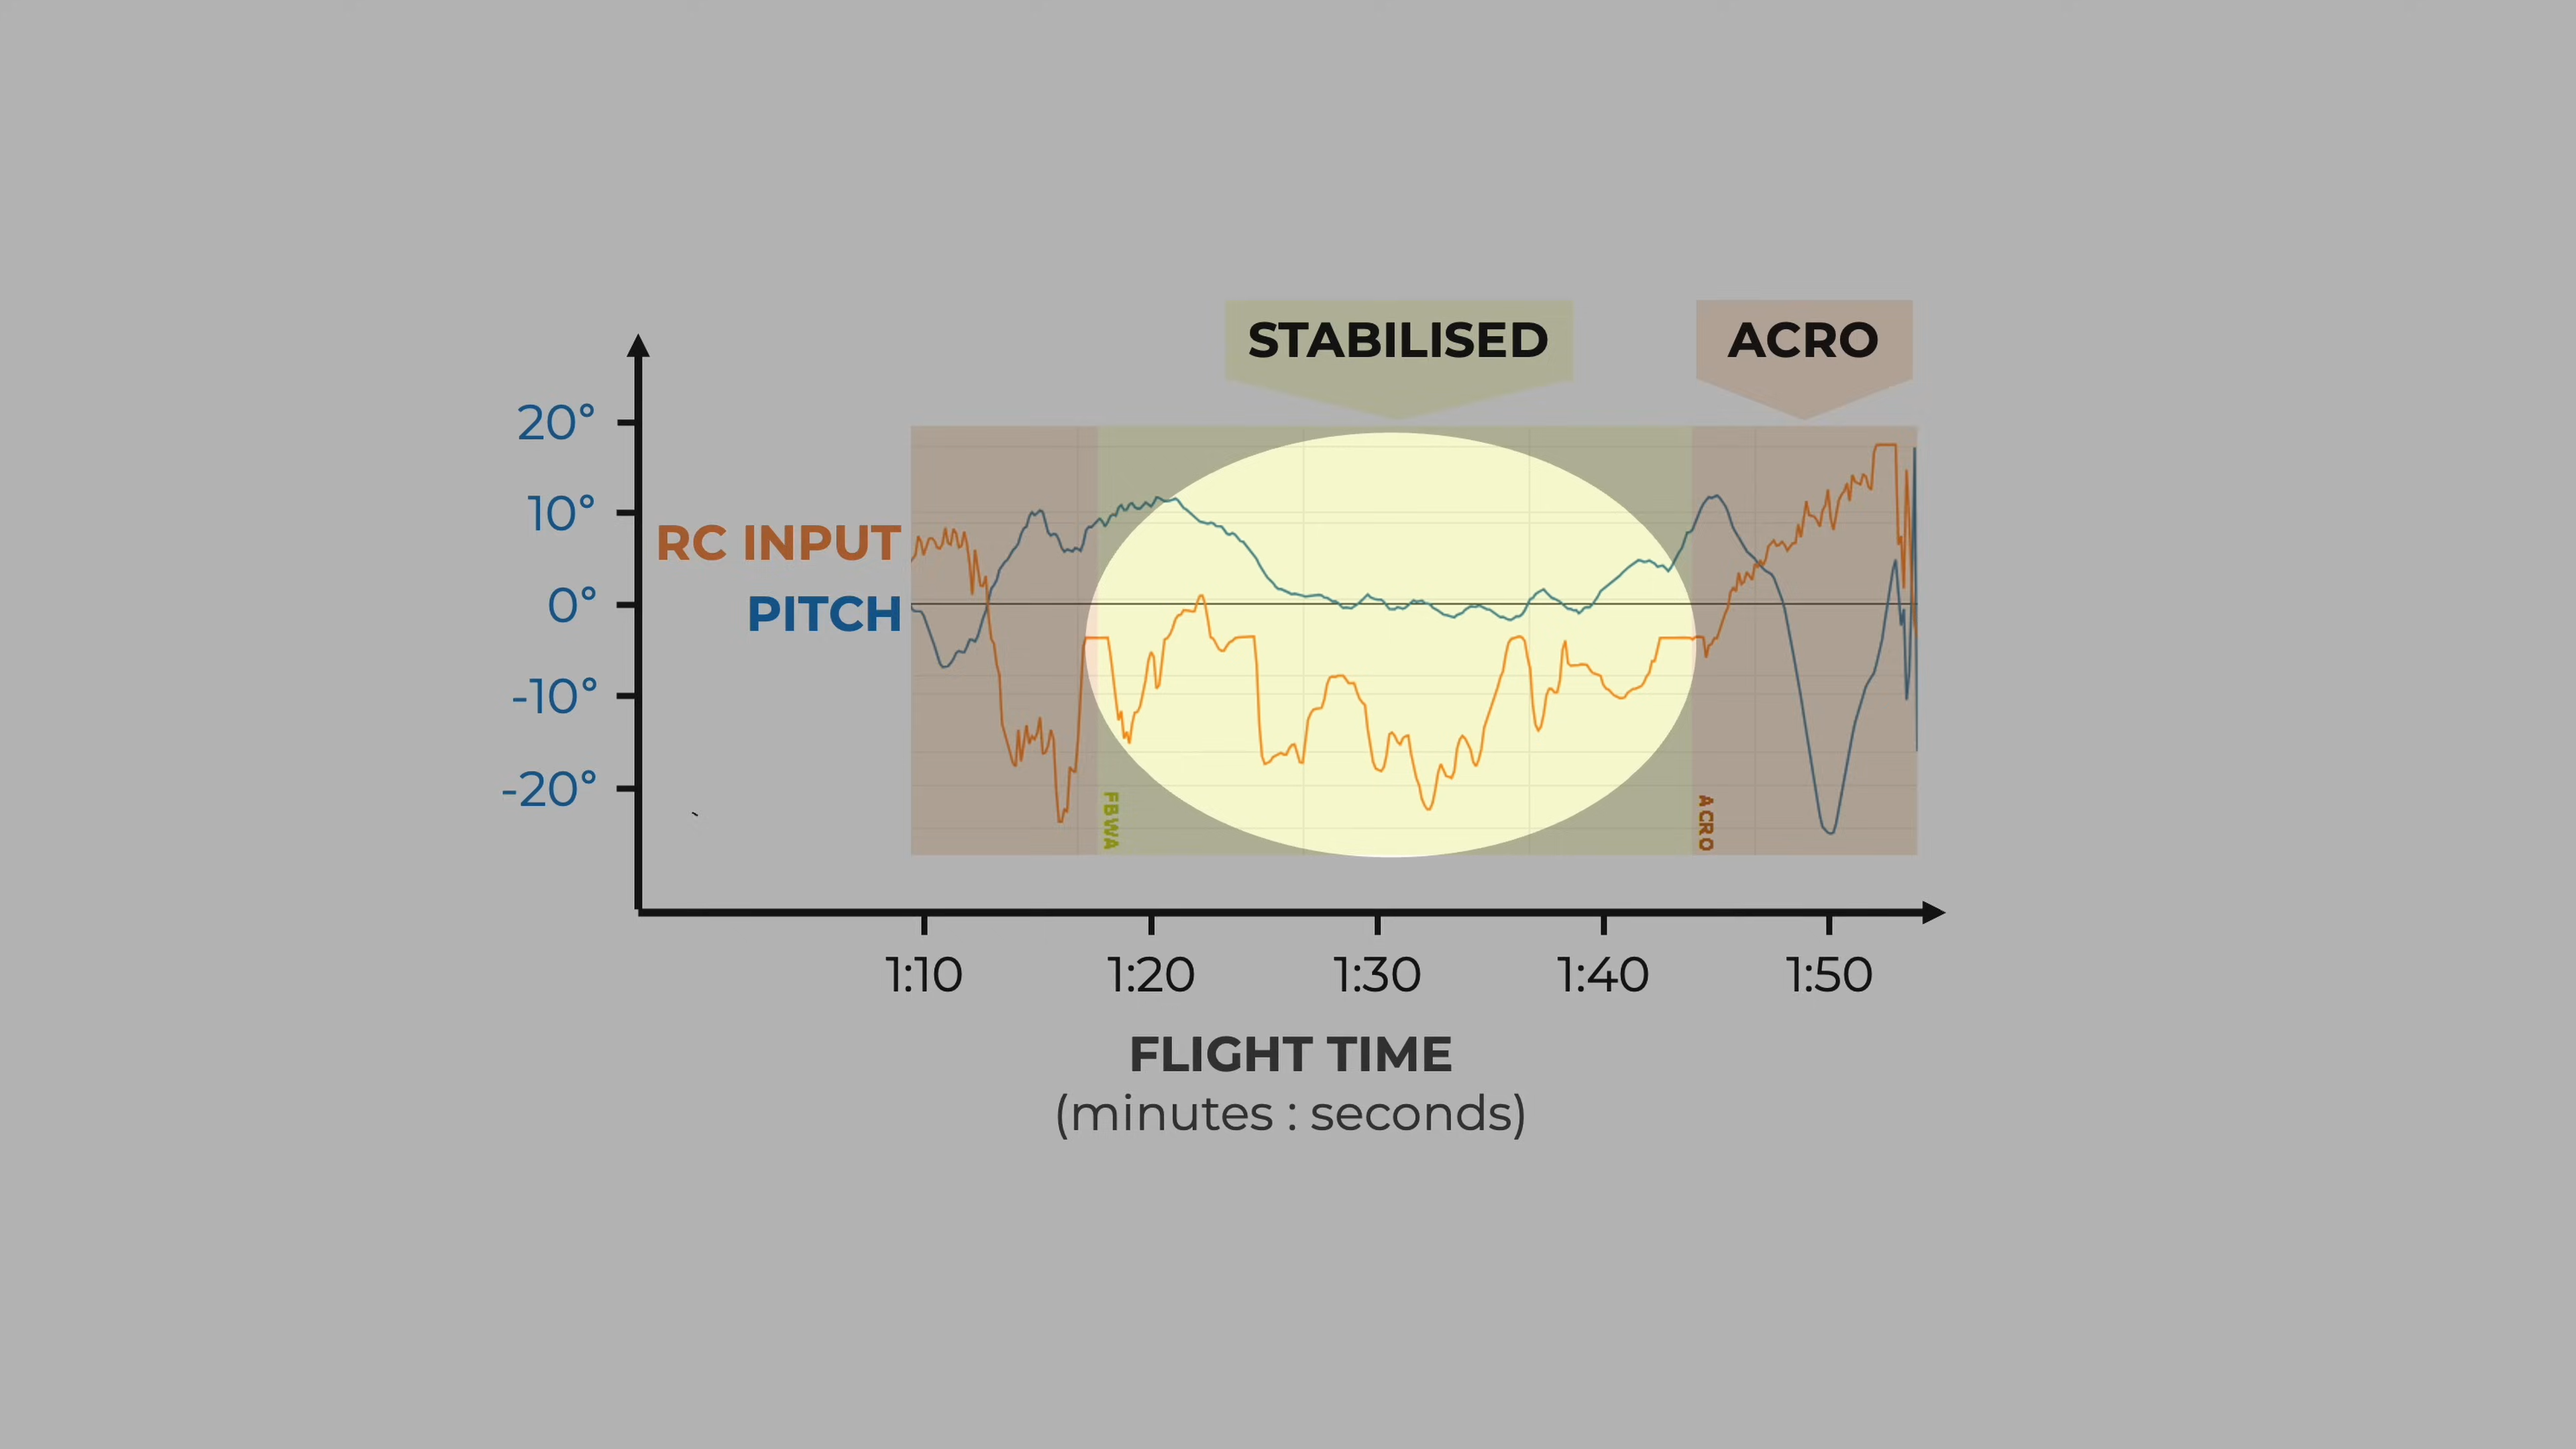 STABILISED
ACRO
20°
10°
RC INPUT
0°
PITCH
-10°
-20°
FBWA
ACRO
1:10
1:20
1:30
1:40
1:50
FLIGHT TIME
(minutes : seconds)